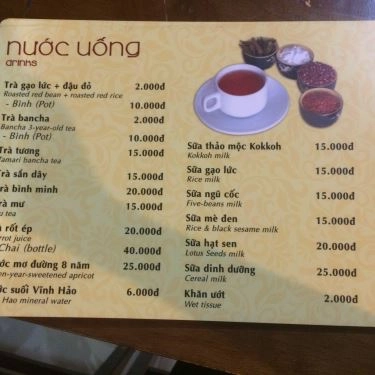 nước uống
drinks
Trà gạo lức + đậu đỏ 2.000đ
Roasted red bean + roasted red rice
- Bình (Pot) 10.000đ
Trà bancha 2.000đ
Bancha 3-year-old tea
- Bình (Pot) 10.000đ
Trà tương 15.000đ
Tamari bancha tea
Trà sắn dây 15.000đ
trà bình minh 20.000đ
rà mư 15.000đ
tea
rốt ép 20.000đ
rot juice
Chai (bottle) 40.000đ
ớc mơ đường 8 năm 25.000đ
en-year-sweetened apricot
ớc suối Vĩnh Hảo 6.000đ
Hao mineral water
Sữa thảo mộc Kokkoh 15.000đ
Kokkoh milk
Sữa gạo lức 15.000đ
Rice milk
Sữa ngũ cốc 15.000đ
Five-beans milk
Sữa mè đen 15.000đ
Rice & black sesame milk
Sữa hạt sen 20.000đ
Lotus Seeds milk
Sữa dinh dưỡng 25.000đ
Cereal milk
Khăn ướt 2.000đ
Wet tissue